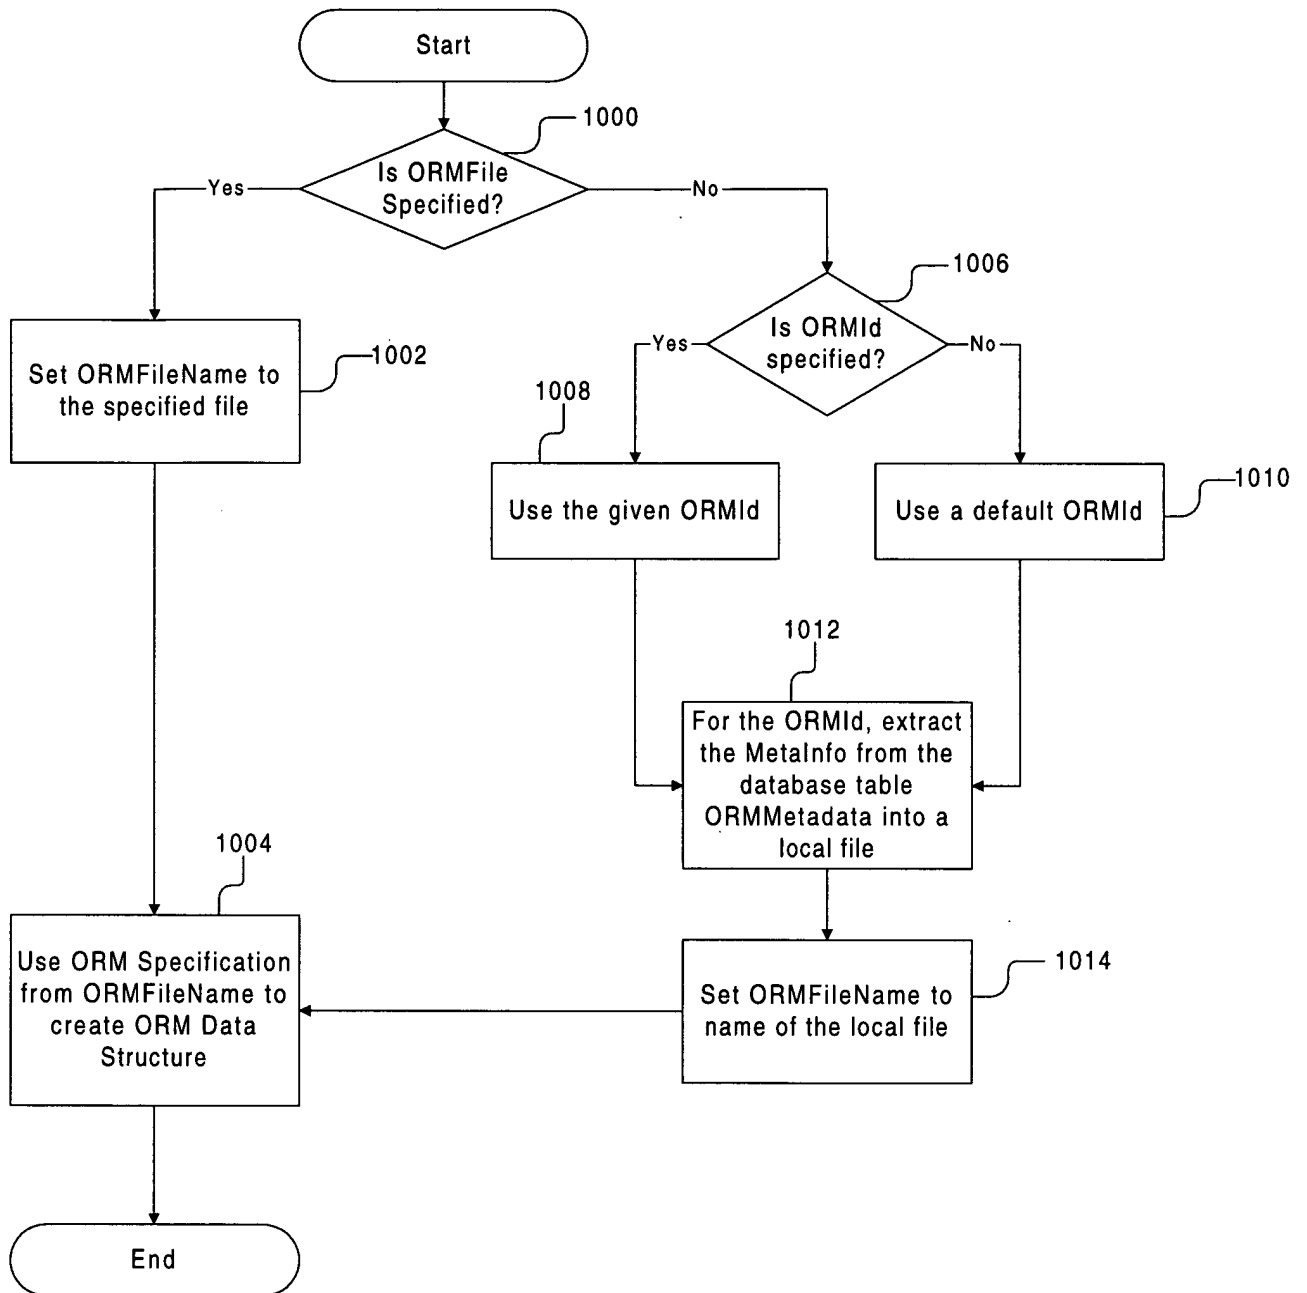 Start
1000
Is ORMFile
Specified?
Yes
No
1006
Is ORMId
specified?
Yes
No
1002
Set ORMFileName to
the specified file
1008
Use the given ORMId
1010
Use a default ORMId
1012
For the ORMId, extract
the MetaInfo from the
database table
ORMMetadata into a
local file
1004
Use ORM Specification
from ORMFileName to
create ORM Data
Structure
1014
Set ORMFileName to
name of the local file
End